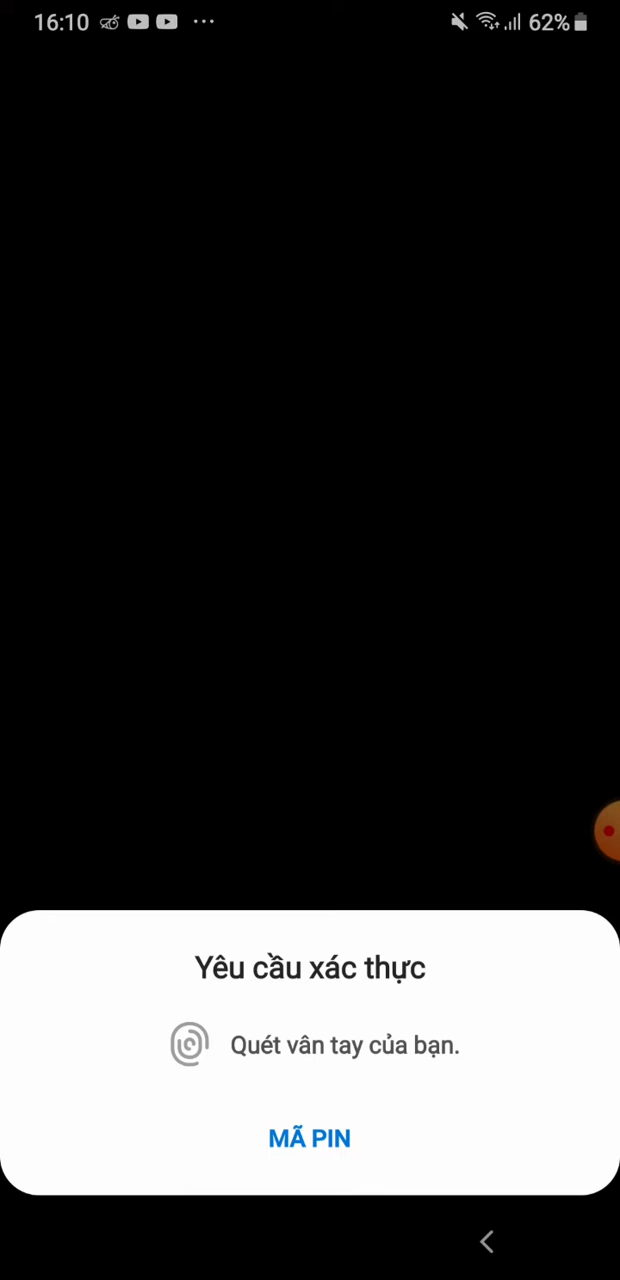 16:10 62%
Yêu cầu xác thực
Quét vân tay của bạn.
MÃ PIN